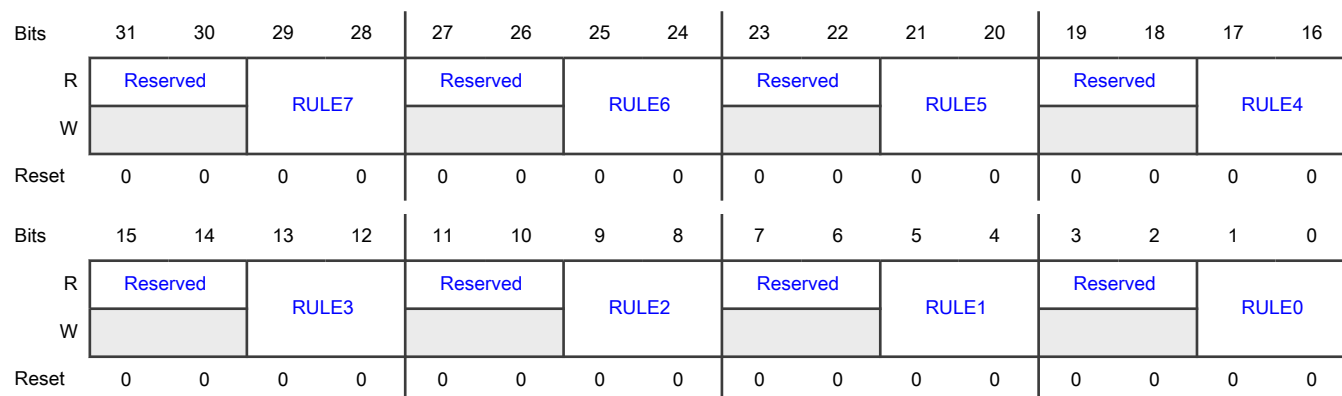 Bits 31 30 29 28 27 26 25 24 23 22 21 20 19 18 17 16
R Reserved RULE7 Reserved RULE6 Reserved RULE5 Reserved RULE4
W
Reset 0 0 0 0 0 0 0 0 0 0 0 0 0 0 0 0
Bits 15 14 13 12 11 10 9 8 7 6 5 4 3 2 1 0
R Reserved RULE3 Reserved RULE2 Reserved RULE1 Reserved RULE0
W
Reset 0 0 0 0 0 0 0 0 0 0 0 0 0 0 0 0